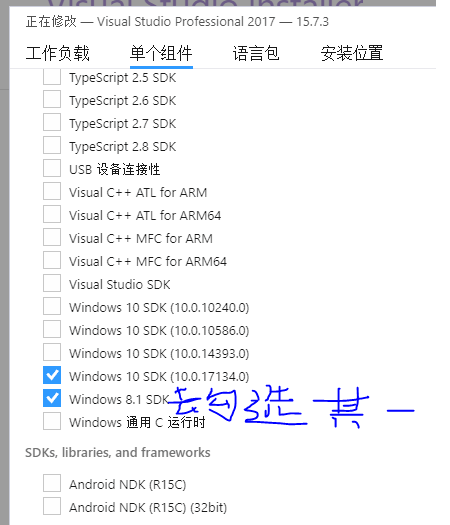 Visual Studio Installer
正在修改 — Visual Studio Professional 2017 — 15.7.3
工作负载 单个组件 语言包 安装位置
TypeScript 2.5 SDK
TypeScript 2.6 SDK
TypeScript 2.7 SDK
TypeScript 2.8 SDK
USB 设备连接性
Visual C++ ATL for ARM
Visual C++ ATL for ARM64
Visual C++ MFC for ARM
Visual C++ MFC for ARM64
Visual Studio SDK
Windows 10 SDK (10.0.10240.0)
Windows 10 SDK (10.0.10586.0)
Windows 10 SDK (10.0.14393.0)
Windows 10 SDK (10.0.17134.0)
Windows 8.1 SDK 去勾选其一
Windows 通用 C 运行时
SDKs, libraries, and frameworks
Android NDK (R15C)
Android NDK (R15C) (32bit)